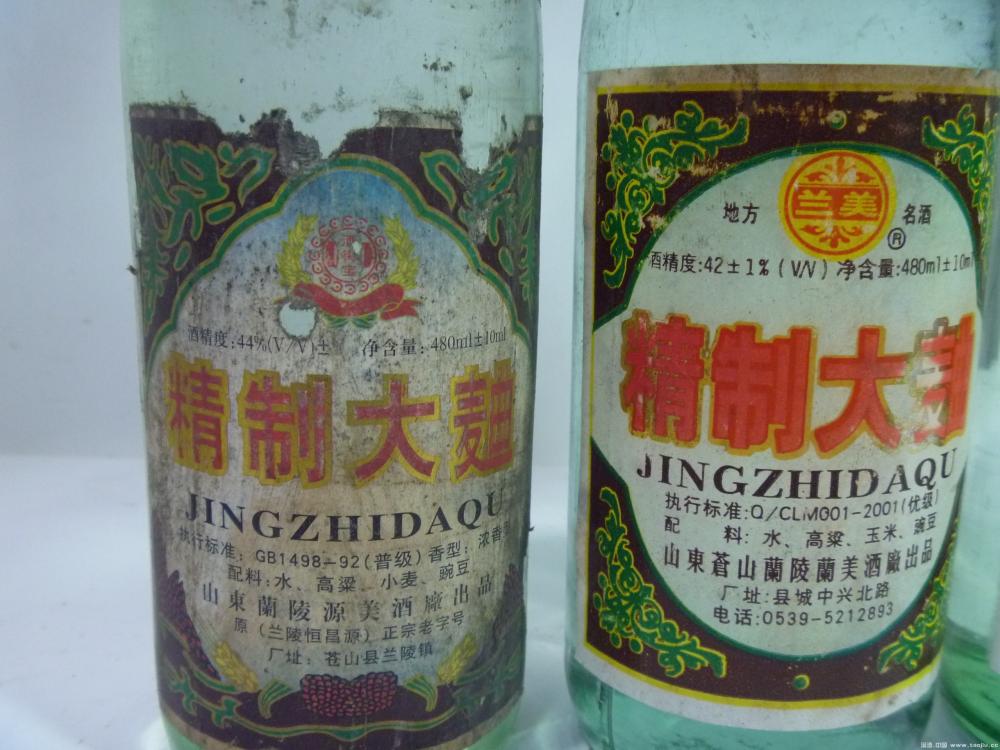 酒精度:44%(V/V)± 净含量:480ml±10ml
精制大麯
JINGZHIDAQU
执行标准:GB1498-92(普级)香型:浓香型
配料:水、高粱、小麦、豌豆
山東蘭陵源美酒廠出品
原(兰陵恒昌源)正宗老字号
厂址:苍山县兰陵镇
兰美
地方 名酒
®
酒精度:42±1%(V/V)净含量:480ml±10ml
精制大麯
JINGZHIDAQU
执行标准:Q/CLMG01-2001(优级)
配 料:水、高粱、玉米、豌豆
山東蒼山蘭陵蘭美酒廠出品
厂址:县城中兴北路
电话:0539-5212893
www.taojiu.cc